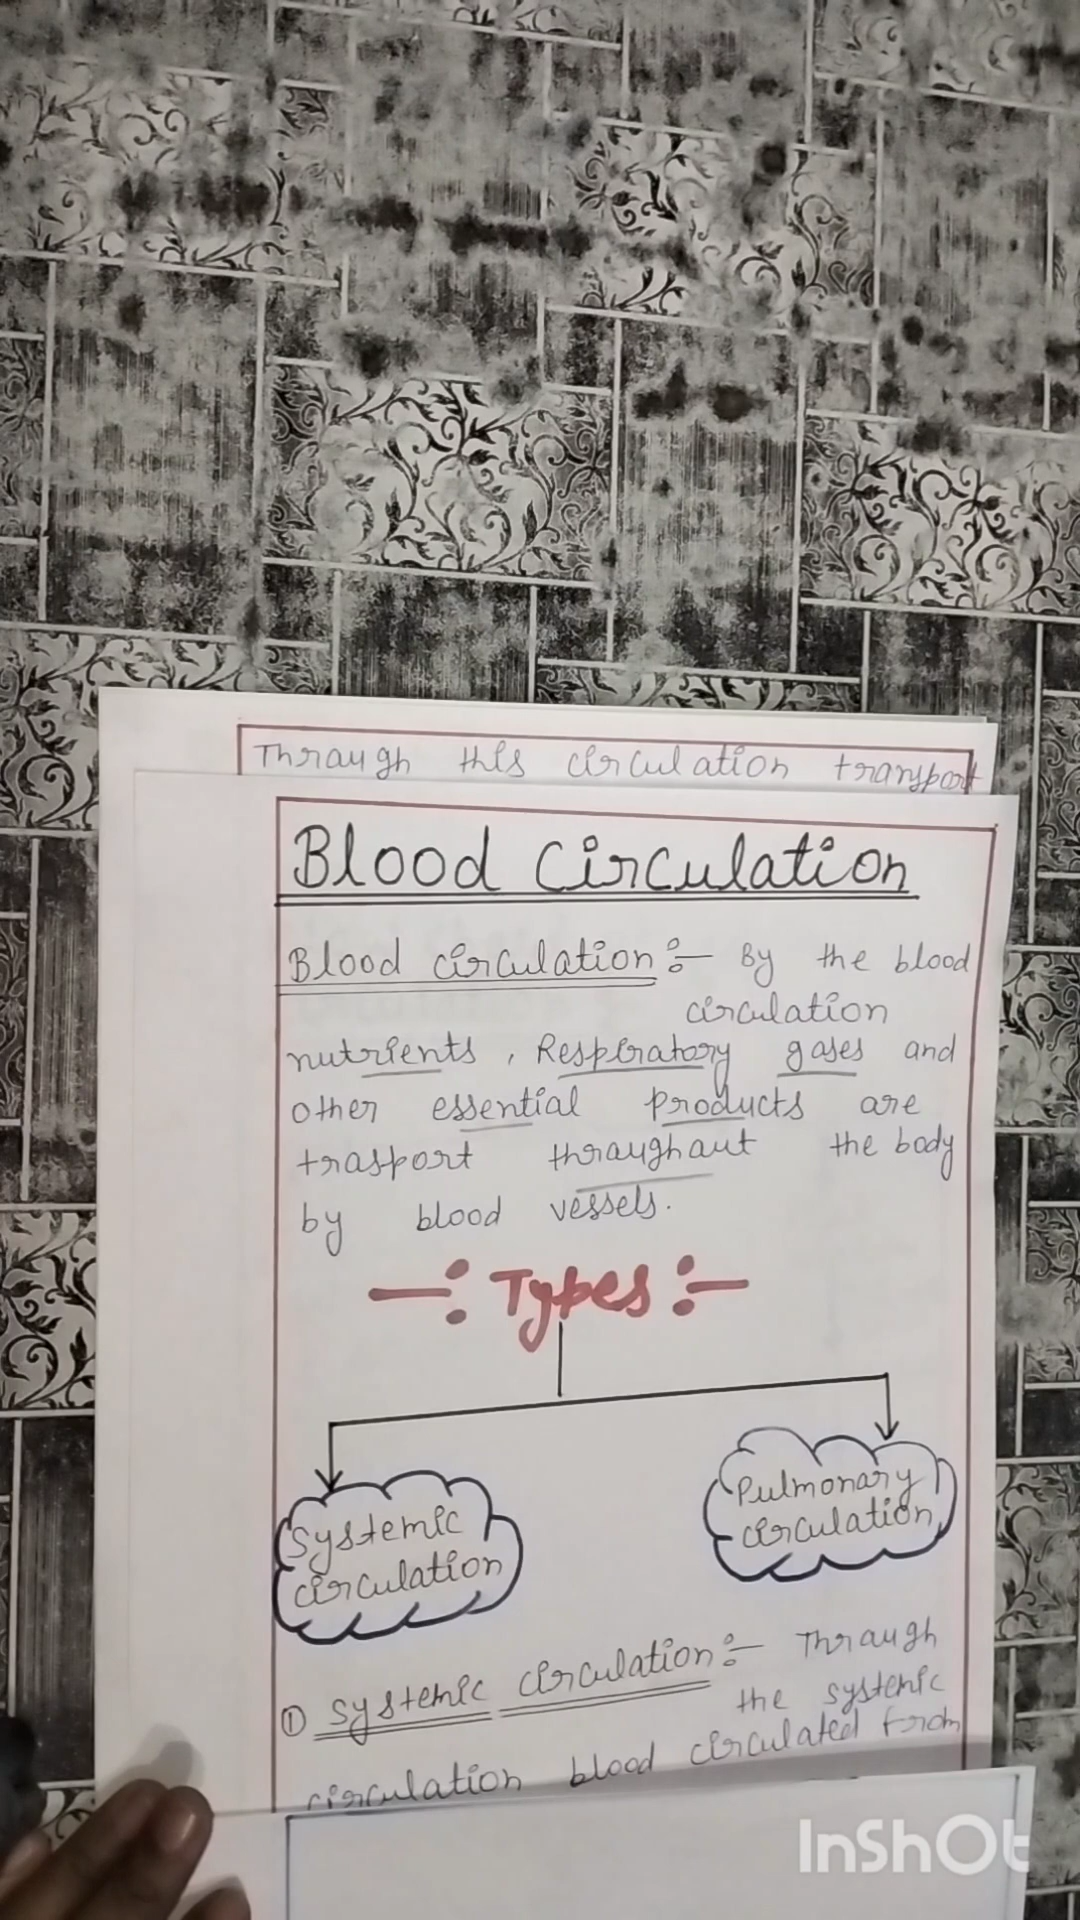 Thraugh this circulation transport
Blood circulation
Blood circulation :- By the blood
circulation
nutrients, Respiratory gases and
other essential products are
trasport thraughaut the body
by blood vessels.
-: Types :-
Systemic
circulation
Pulmonary
circulation
① systemic circulation :- Thraugh
the systemic
circulation blood circulated from
InShOt